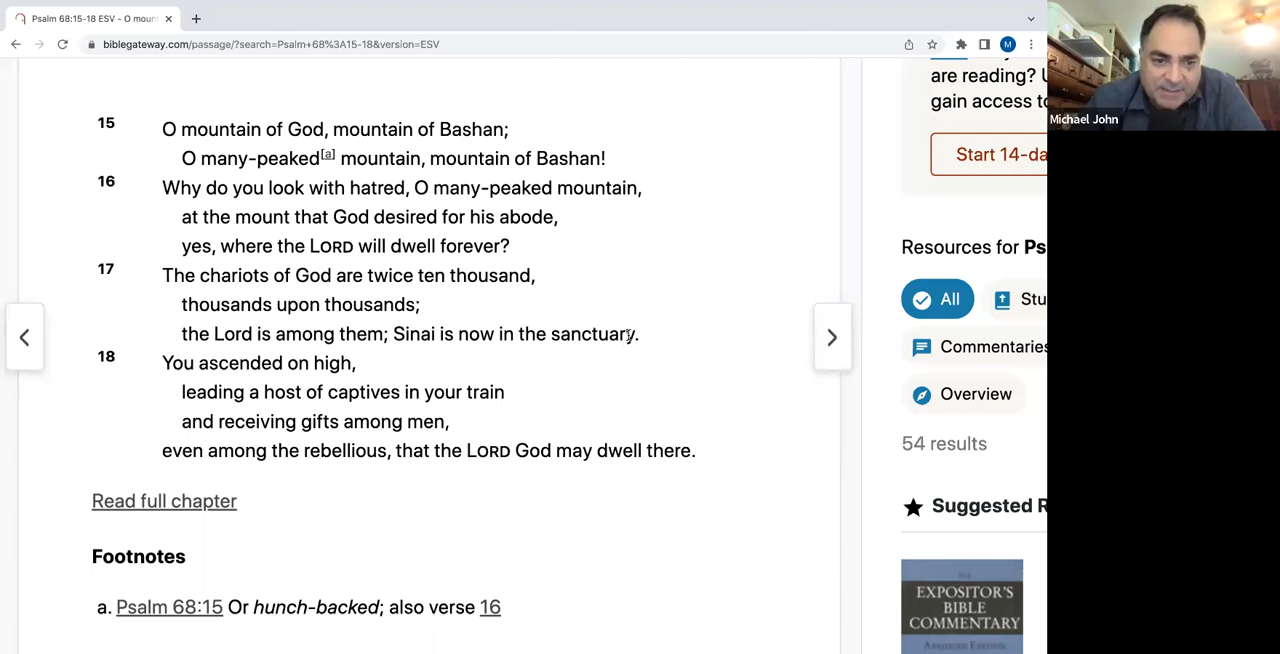 Psalm 68:15-18 ESV - O moun
biblegateway.com/passage/?search=Psalm+68%3A15-18&version=ESV
M
Michael John
15 O mountain of God, mountain of Bashan;
O many-peaked[a] mountain, mountain of Bashan!
16 Why do you look with hatred, O many-peaked mountain,
at the mount that God desired for his abode,
yes, where the LORD will dwell forever?
17 The chariots of God are twice ten thousand,
thousands upon thousands;
the Lord is among them; Sinai is now in the sanctuary.
18 You ascended on high,
leading a host of captives in your train
and receiving gifts among men,
even among the rebellious, that the LORD God may dwell there.
Read full chapter
Footnotes
a. Psalm 68:15 Or hunch-backed; also verse 16
are reading? U
gain access to
Start 14-da
Resources for Ps
All
Stu
Commentaries
Overview
54 results
Suggested R
THE
EXPOSITOR'S
BIBLE
COMMENTARY
ABRIDGED EDITION